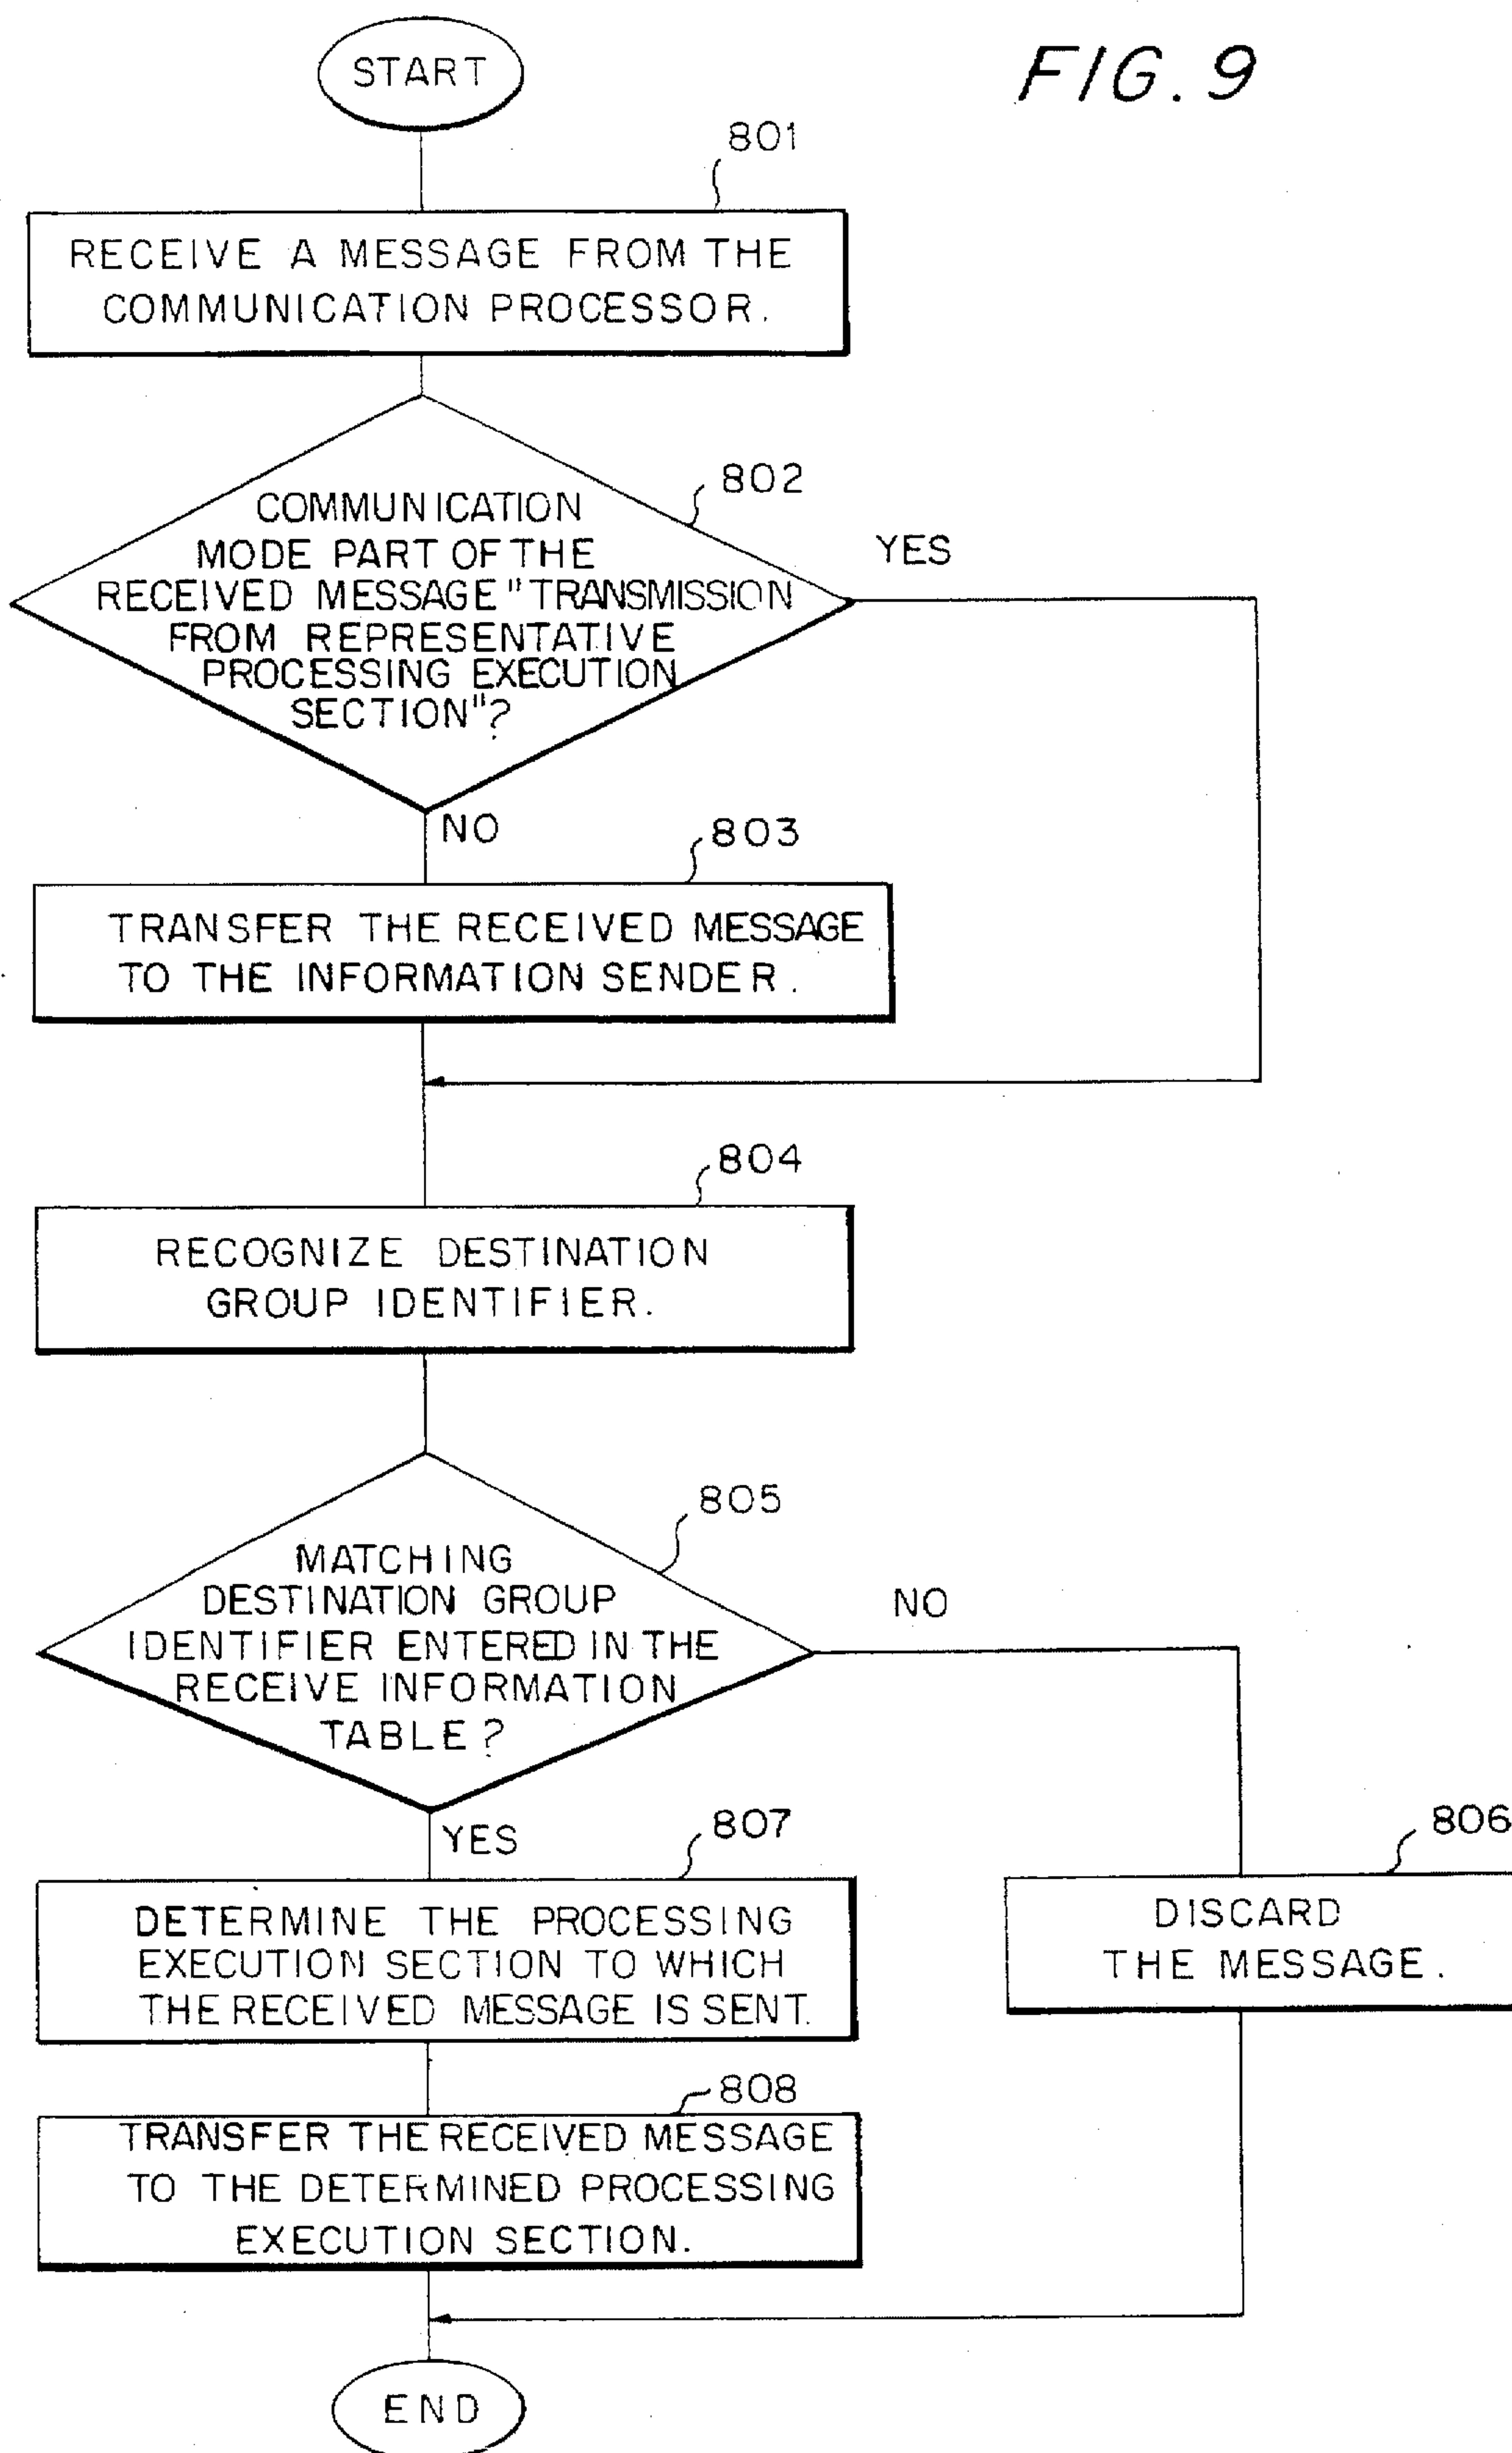 START
FIG. 9
801
RECEIVE A MESSAGE FROM THE
COMMUNICATION PROCESSOR.
802
COMMUNICATION
MODE PART OF THE
RECEIVED MESSAGE "TRANSMISSION
FROM REPRESENTATIVE
PROCESSING EXECUTION
SECTION"?
YES
NO
803
TRANSFER THE RECEIVED MESSAGE
TO THE INFORMATION SENDER.
804
RECOGNIZE DESTINATION
GROUP IDENTIFIER.
805
MATCHING
DESTINATION GROUP
IDENTIFIER ENTERED IN THE
RECEIVE INFORMATION
TABLE?
NO
YES
807
DETERMINE THE PROCESSING
EXECUTION SECTION TO WHICH
THE RECEIVED MESSAGE IS SENT.
806
DISCARD
THE MESSAGE.
808
TRANSFER THE RECEIVED MESSAGE
TO THE DETERMINED PROCESSING
EXECUTION SECTION.
END